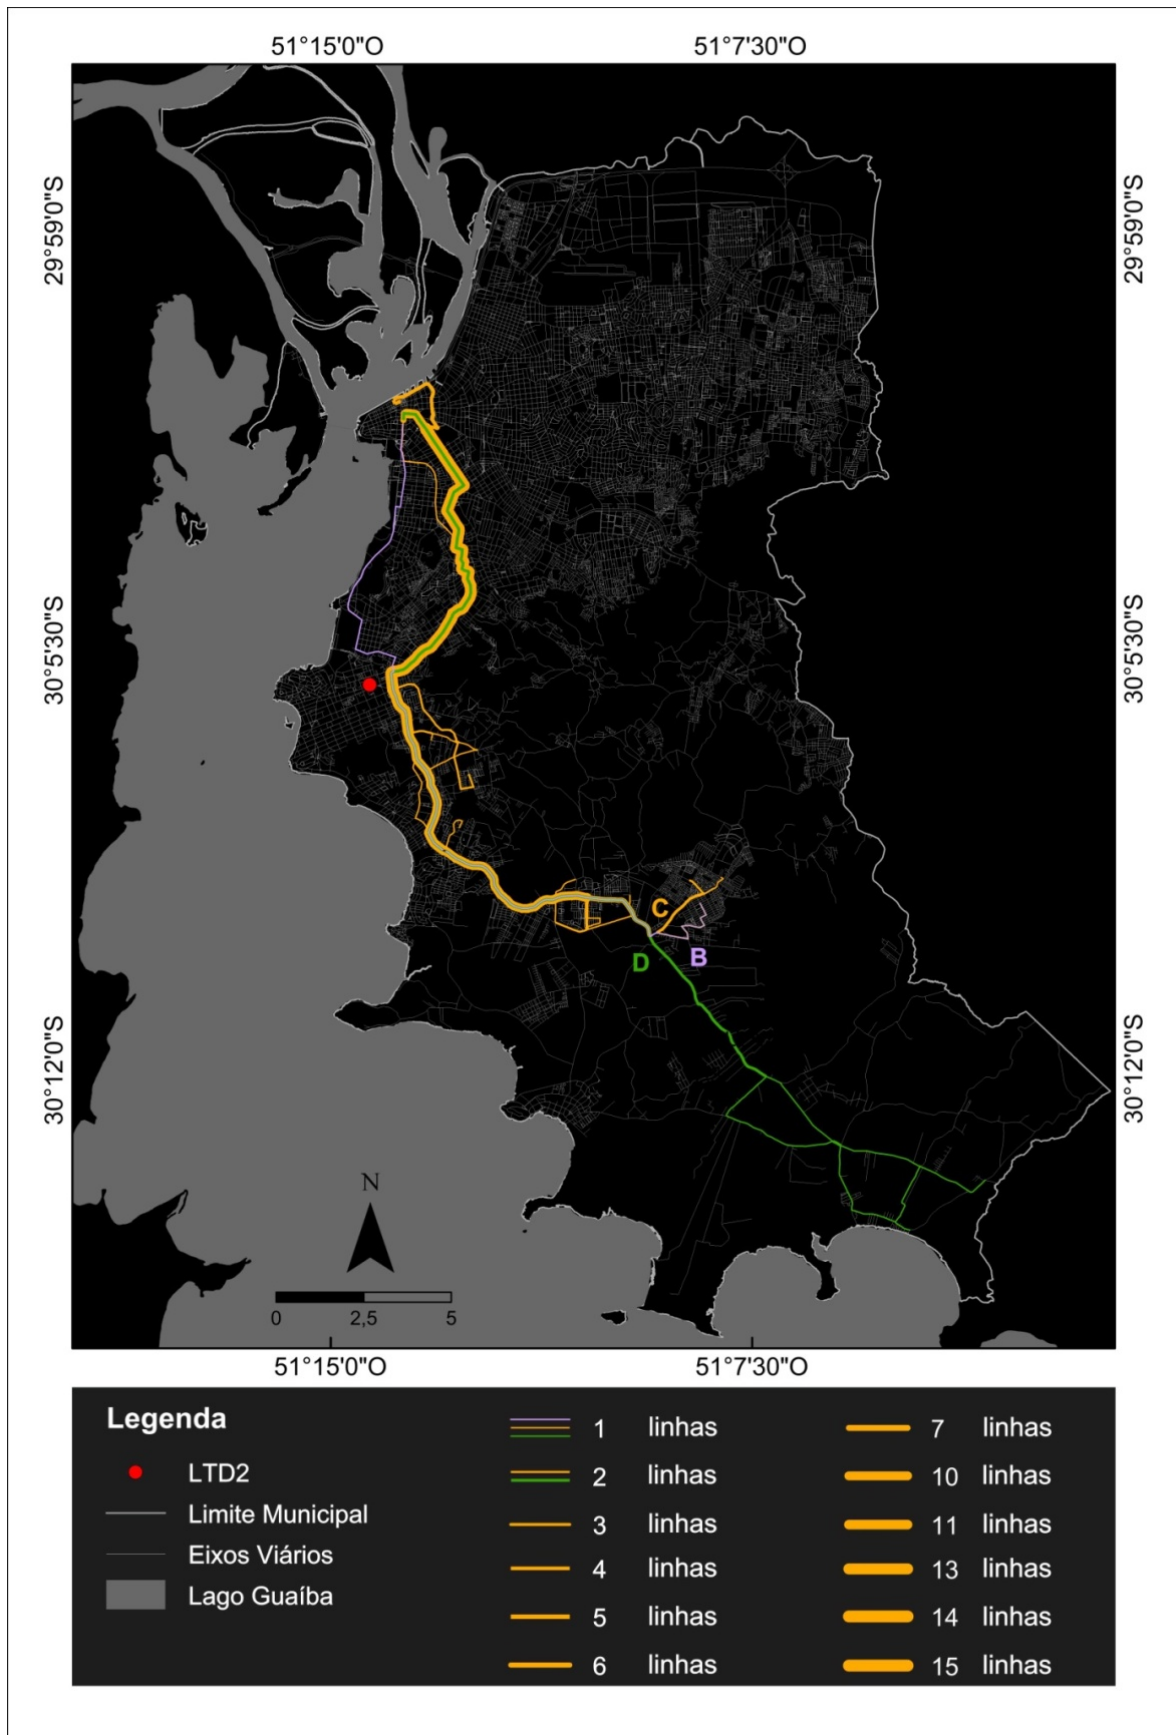 51°15'0"O 51°7'30"O
29°59'0"S 29°59'0"S
30°5'30"S 30°5'30"S
C
D B
30°12'0"S 30°12'0"S
N
0 2,5 5
51°15'0"O 51°7'30"O
Legenda
LTD2
Limite Municipal
Eixos Viários
Lago Guaíba
1 linhas
2 linhas
3 linhas
4 linhas
5 linhas
6 linhas
7 linhas
10 linhas
11 linhas
13 linhas
14 linhas
15 linhas